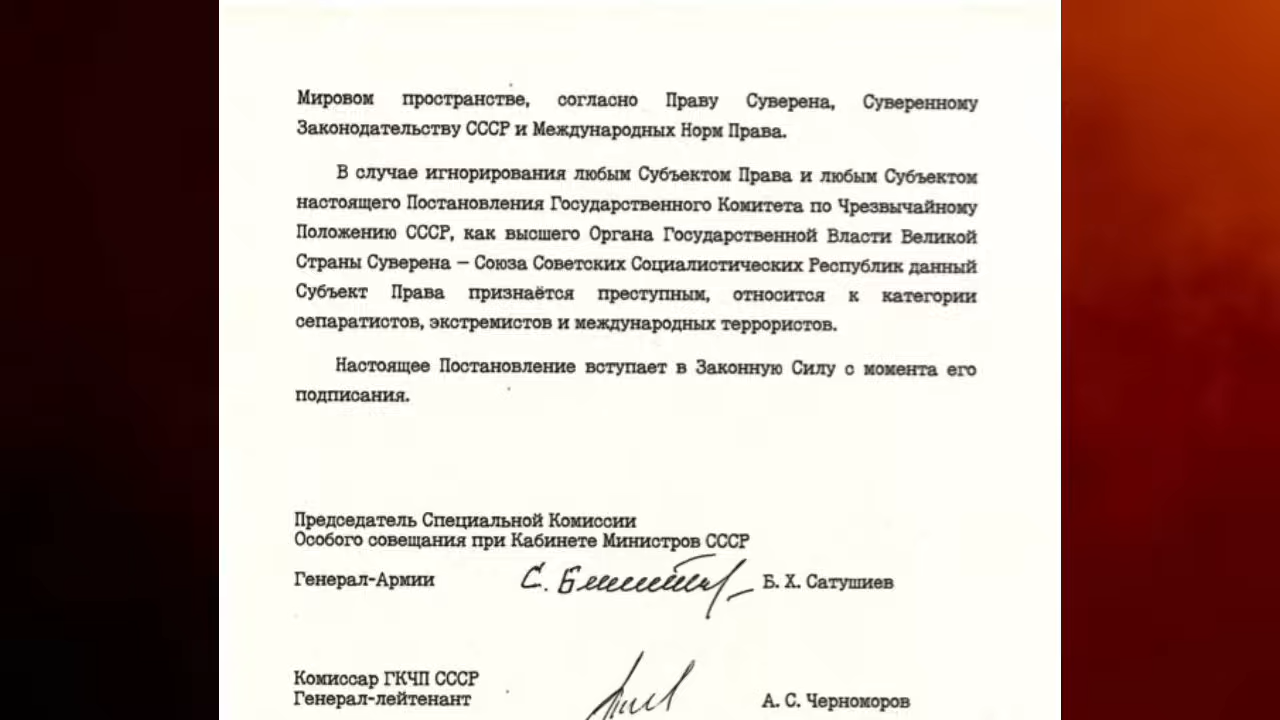 Мировом пространстве, согласно Праву Суверена, Суверенному
Законодательству СССР и Международных Норм Права.
В случае игнорирования любым Субъектом Права и любым Субъектом
настоящего Постановления Государственного Комитета по Чрезвычайному
Положению СССР, как высшего Органа Государственной Власти Великой
Страны Суверена – Союза Советских Социалистических Республик данный
Субъект Права признаётся преступным, относится к категории
сепаратистов, экстремистов и международных террористов.
Настоящее Постановление вступает в Законную Силу с момента его
подписания.
Председатель Специальной Комиссии
Особого совещания при Кабинете Министров СССР
Генерал-Армии Б. Х. Сатушиев
Комиссар ГКЧП СССР
Генерал-лейтенант А. С. Черноморов